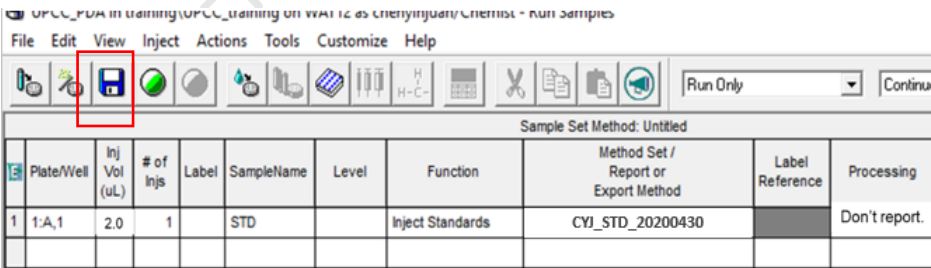 UPCC_PDA in training\UPCC_training on WAT12 as chenyinjuan/Chemist - Run Samples
File Edit View Inject Actions Tools Customize Help
H
H-C-
Run Only
Continu
Sample Set Method: Untitled
Plate/Well
Inj
Vol
(uL)
# of
Injs
Label
SampleName
Level
Function
Method Set /
Report or
Export Method
Label
Reference
Processing
1 1:A,1 2.0 1 STD Inject Standards CYJ_STD_20200430 Don't report.